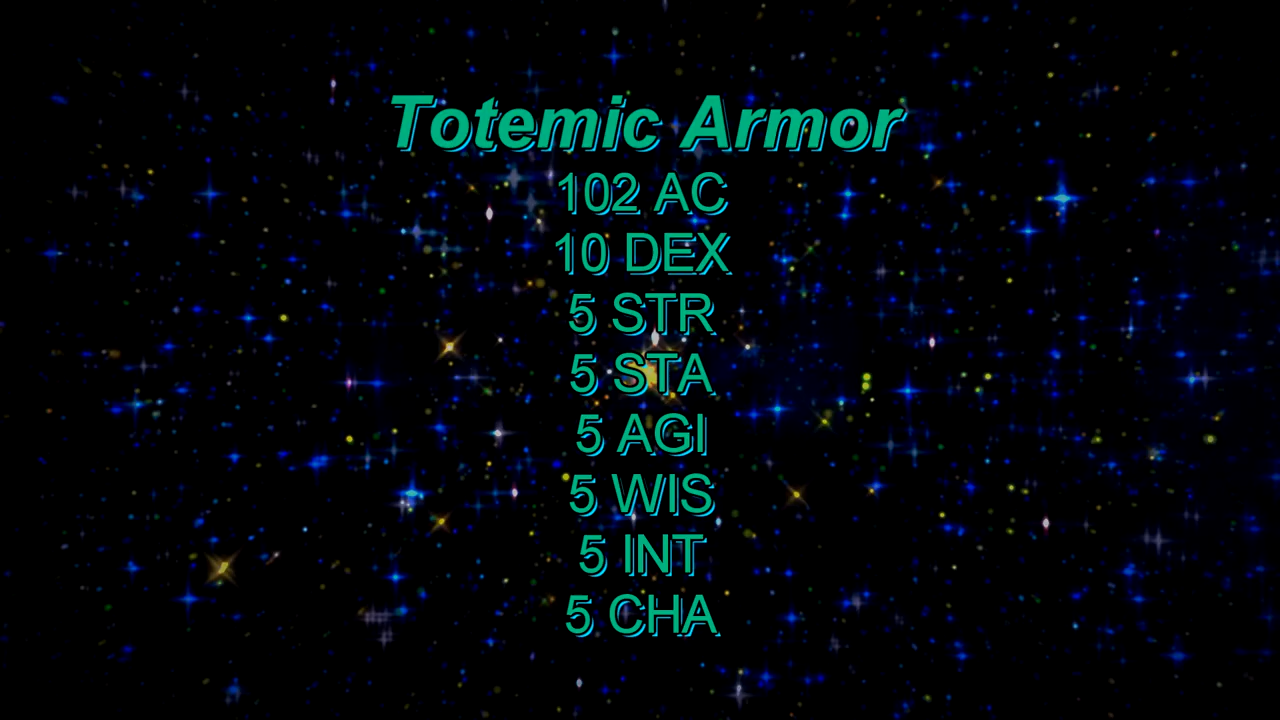 Totemic Armor
102 AC
10 DEX
5 STR
5 STA
5 AGI
5 WIS
5 INT
5 CHA